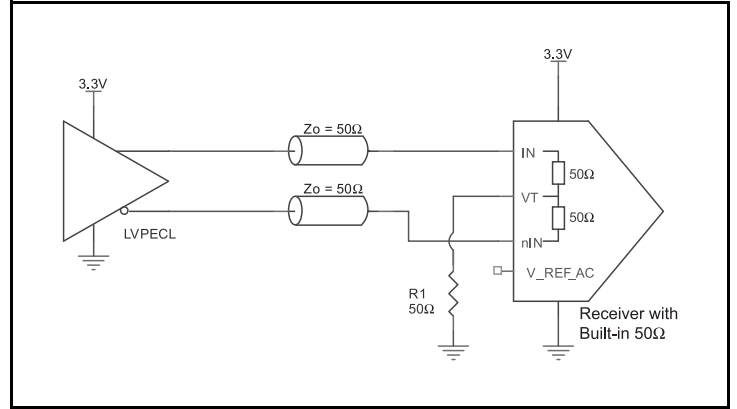 3.3V
3.3V
Zo = 50Ω
IN
50Ω
Zo = 50Ω
VT
50Ω
nIN
LVPECL
V_REF_AC
R1
50Ω
Receiver with
Built-in 50Ω